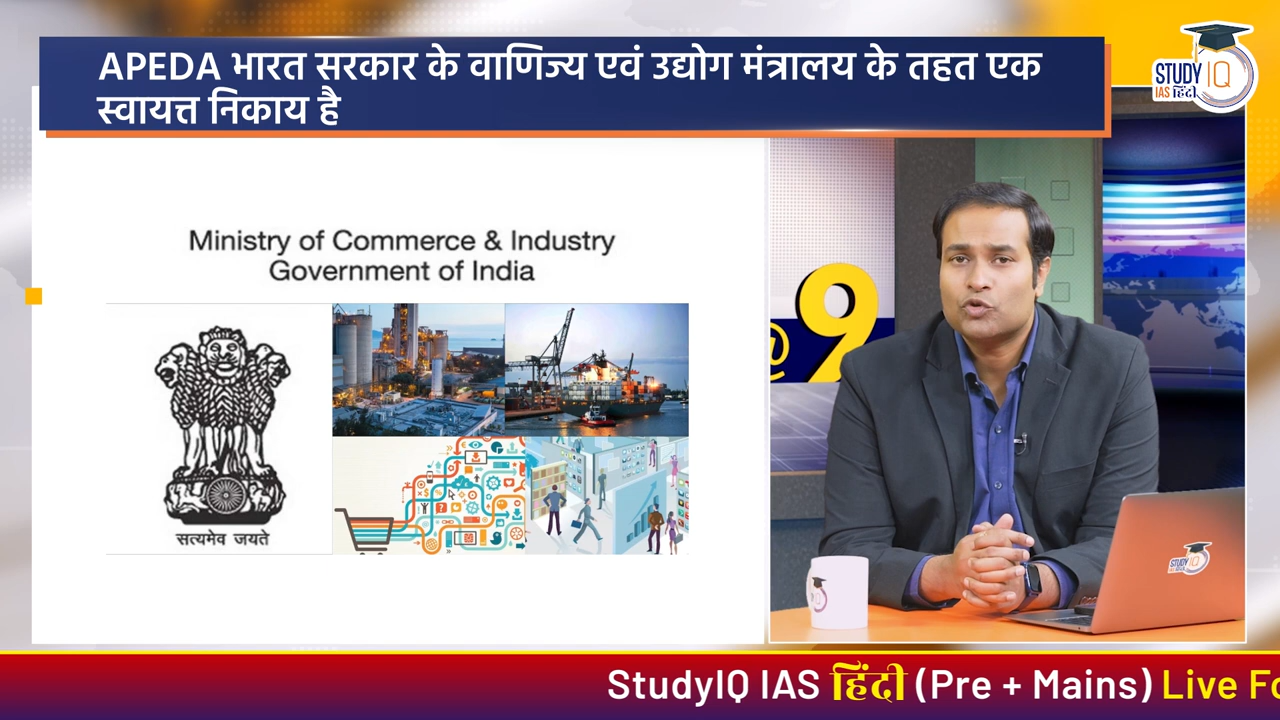 APEDA भारत सरकार के वाणिज्य एवं उद्योग मंत्रालय के तहत एक
स्वायत्त निकाय है
STUDY IQ
IAS हिंदी
Ministry of Commerce & Industry
Government of India
सत्यमेव जयते
@9
StudyIQ IAS हिंदी (Pre + Mains) Live Fo